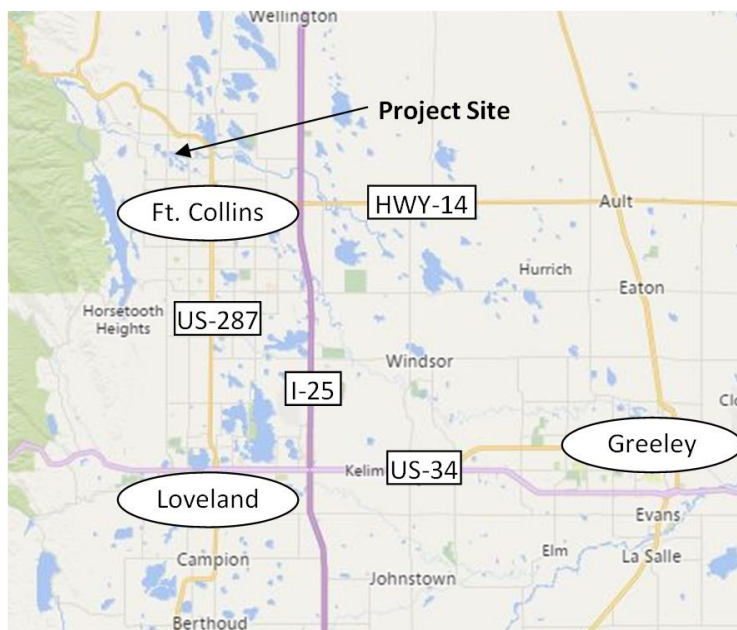 Wellington
Project Site
Ft. Collins
HWY-14
Ault
Hurrich
Eaton
Horsetooth
Heights
US-287
Windsor
I-25
Clo
Greeley
Kelim
US-34
Loveland
Evans
Campion
Elm
La Salle
Johnstown
Berthoud